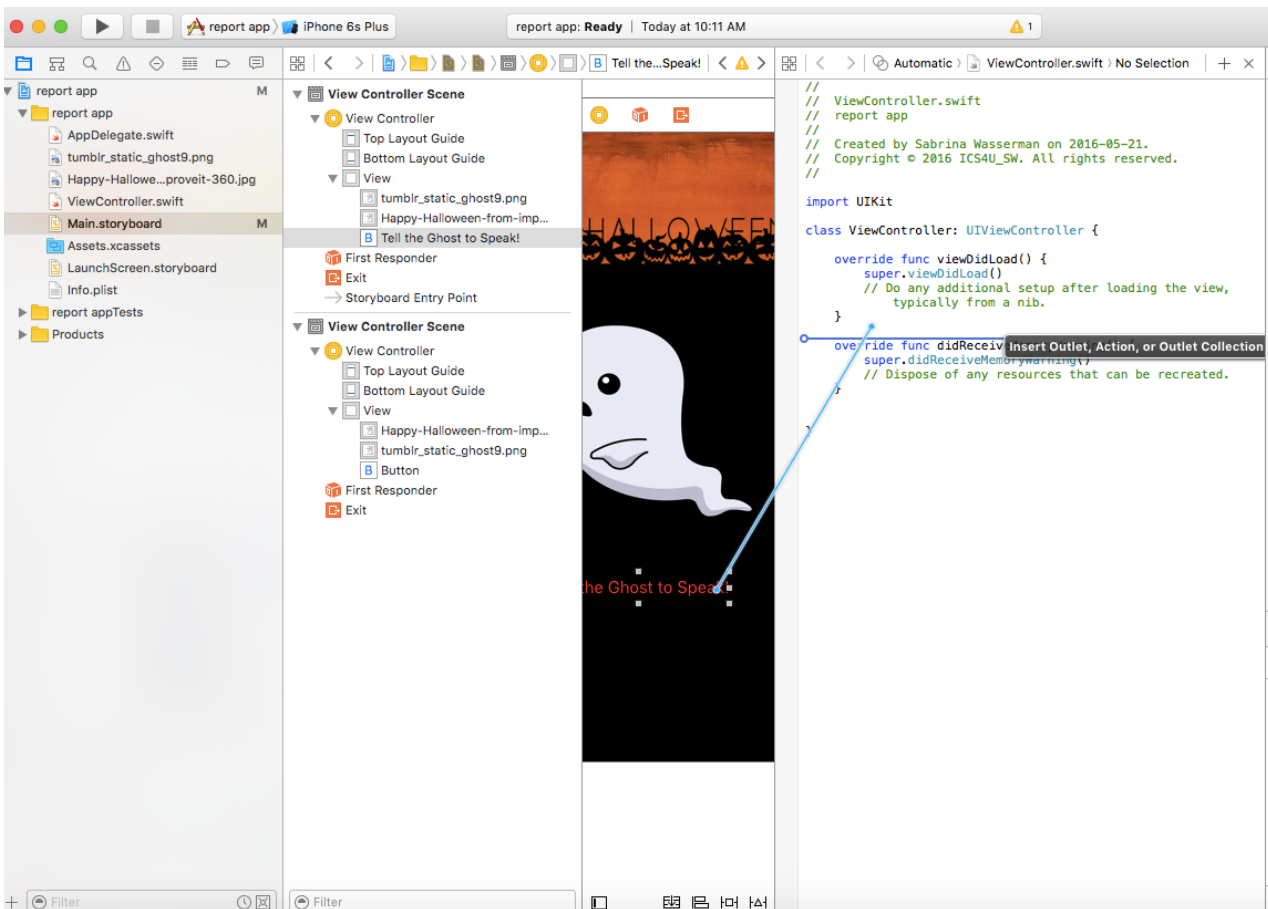 report app
iPhone 6s Plus
report app: Ready | Today at 10:11 AM
1
Tell the...Speak!
Automatic
ViewController.swift
No Selection
report app
M
report app
AppDelegate.swift
tumblr_static_ghost9.png
Happy-Hallowe...proveit-360.jpg
ViewController.swift
Main.storyboard
M
Assets.xcassets
LaunchScreen.storyboard
Info.plist
report appTests
Products
Filter
View Controller Scene
View Controller
Top Layout Guide
Bottom Layout Guide
View
tumblr_static_ghost9.png
Happy-Halloween-from-imp...
B Tell the Ghost to Speak!
First Responder
Exit
Storyboard Entry Point
View Controller Scene
View Controller
Top Layout Guide
Bottom Layout Guide
View
Happy-Halloween-from-imp...
tumblr_static_ghost9.png
B Button
First Responder
Exit
Filter
HALLOWEEN
the Ghost to Speak!
//
// ViewController.swift
// report app
//
// Created by Sabrina Wasserman on 2016-05-21.
// Copyright © 2016 ICS4U_SW. All rights reserved.
//
import UIKit
class ViewController: UIViewController {
override func viewDidLoad() {
super.viewDidLoad()
// Do any additional setup after loading the view,
typically from a nib.
}
override func didReceiv
Insert Outlet, Action, or Outlet Collection
super.didReceiveMemoryWarning()
// Dispose of any resources that can be recreated.
}
}